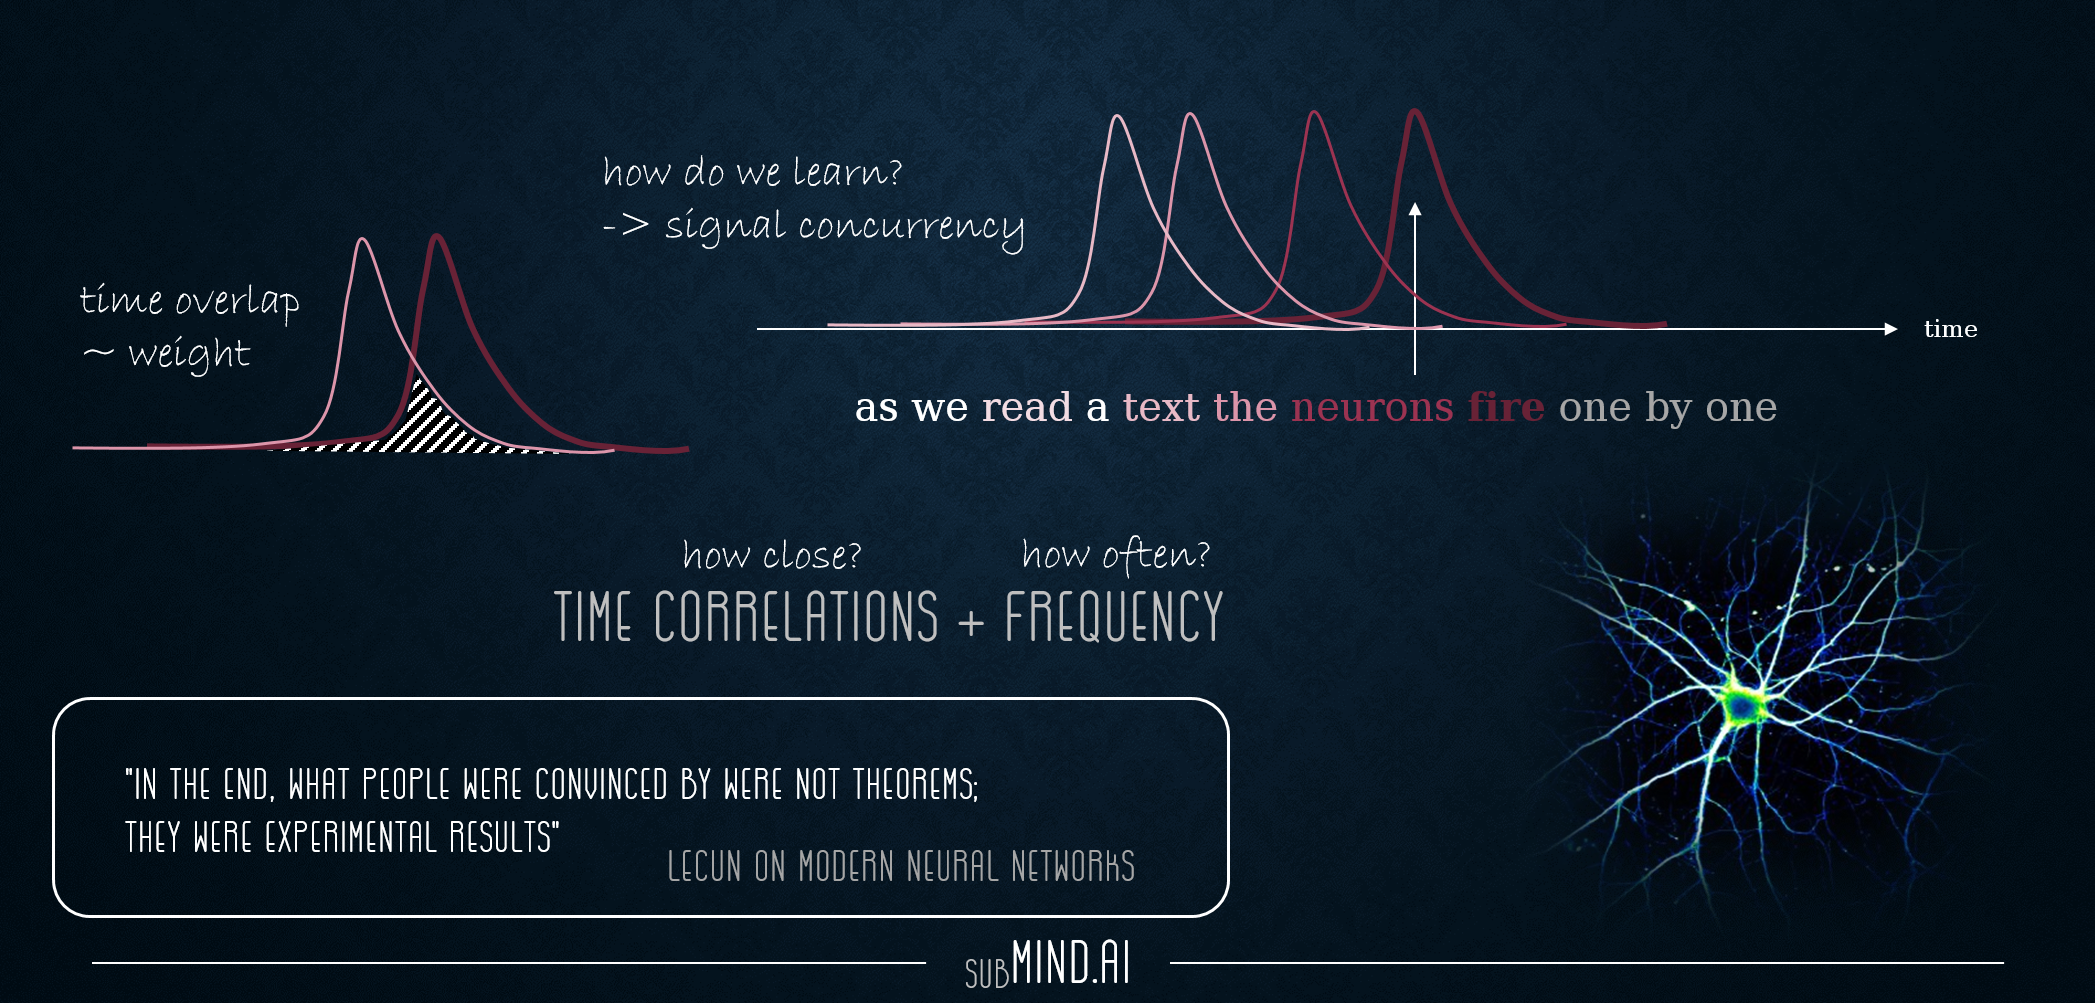 how do we learn?
-> signal concurrency
time overlap
~ weight
time
as we read a text the neurons fire one by one
how close?
how often?
TIME CORRELATIONS + FREQUENCY
"IN THE END, WHAT PEOPLE WERE CONVINCED BY WERE NOT THEOREMS;
THEY WERE EXPERIMENTAL RESULTS"
LECUN ON MODERN NEURAL NETWORKS
SUBMIND.AI